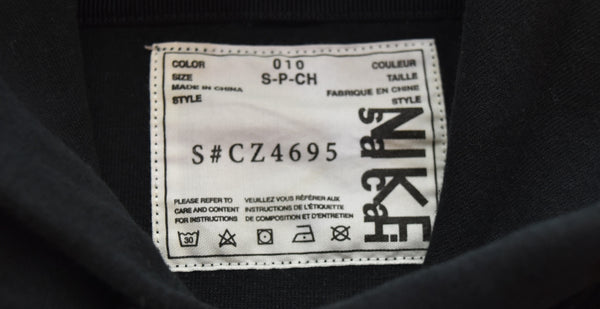 COLOR 010 COULEUR
SIZE S-P-CH TAILLE
MADE IN CHINA FABRIQUE EN CHINE
STYLE STYLE
S#CZ4695
NIKE
sacai
PLEASE REFER TO VEUILLEZ VOUS RÉFÉRER AUX
CARE AND CONTENT INSTRUCTIONS DE L'ÉTIQUETTE
FOR INSTRUCTIONS DE COMPOSITION ET D'ENTRETIEN
30